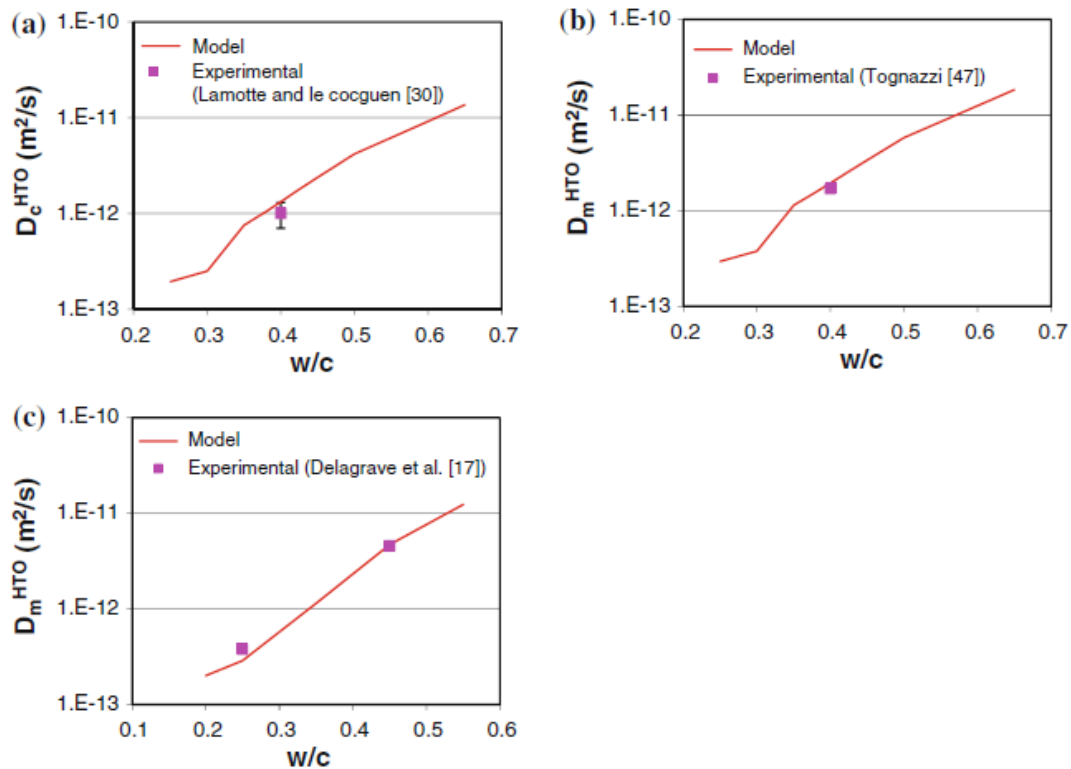 (a)
1.E-10
Model
Experimental
(Lamotte and le cocguen [30])
1.E-11
1.E-12
1.E-13
D_c^HTO (m²/s)
0.2 0.3 0.4 0.5 0.6 0.7
w/c
(b)
1.E-10
Model
Experimental (Tognazzi [47])
1.E-11
1.E-12
1.E-13
D_m^HTO (m²/s)
0.2 0.3 0.4 0.5 0.6 0.7
w/c
(c)
1.E-10
Model
Experimental (Delagrave et al. [17])
1.E-11
1.E-12
1.E-13
D_m^HTO (m²/s)
0.1 0.2 0.3 0.4 0.5 0.6
w/c